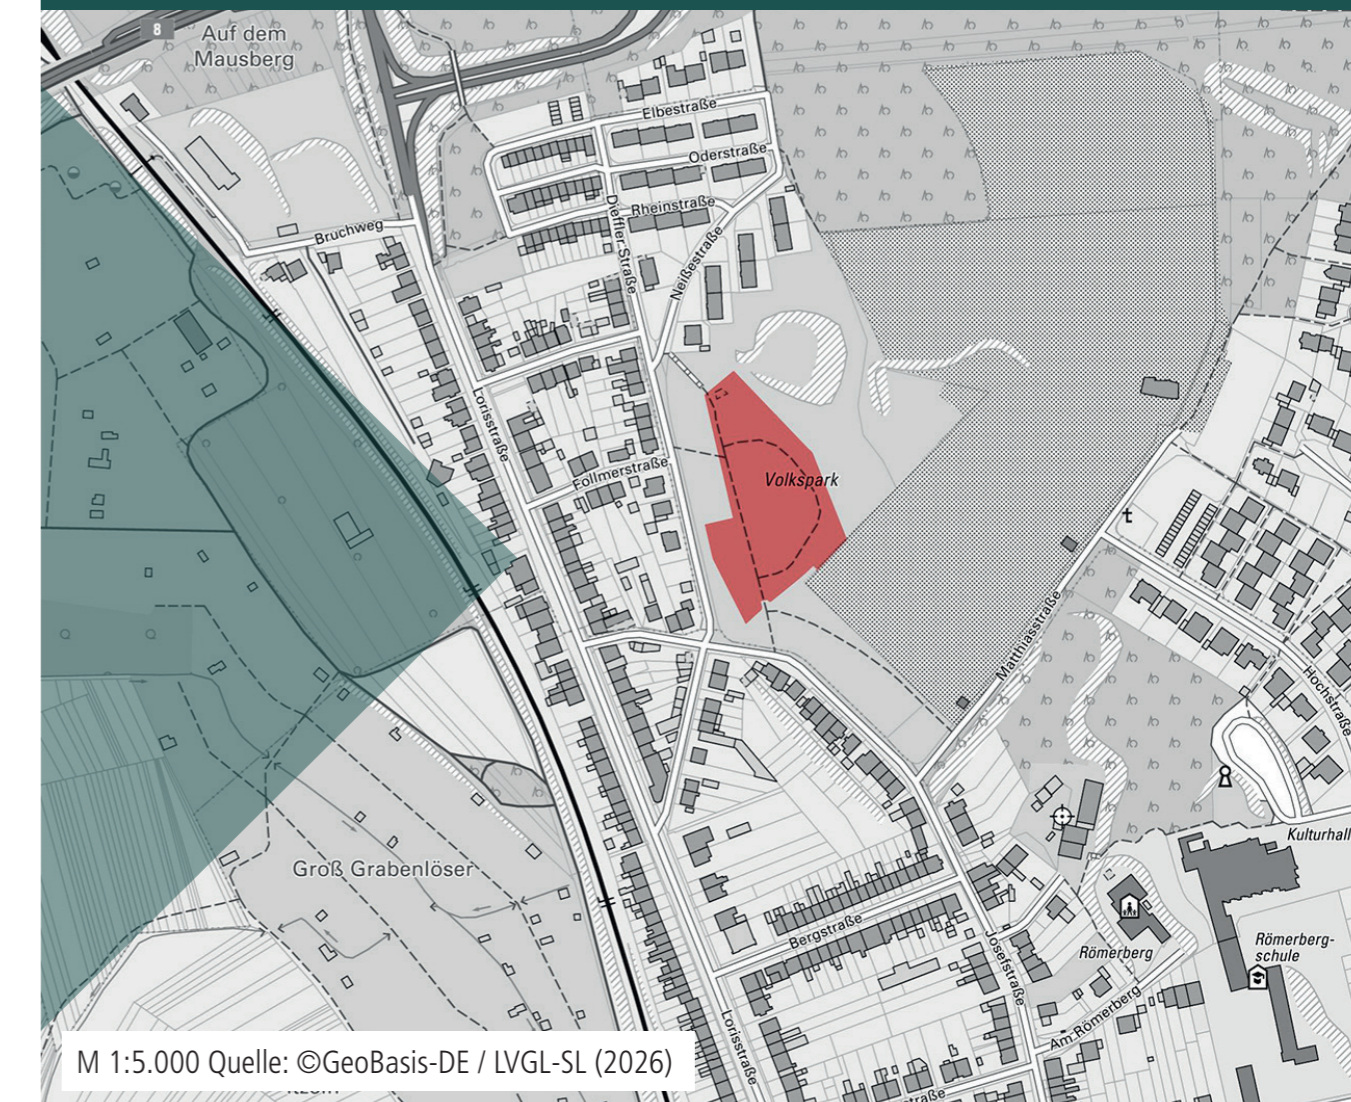 8
Auf dem
Mausberg
Elbestraße
Oderstraße
Rheinstraße
Dieffler Straße
Neißestraße
Bruchweg
Lorisstraße
Follmerstraße
Volkspark
Matthiasstraße
Hochstraße
Kulturhall
Groß Grabenlöser
Bergstraße
Josefstraße
Römerberg
Römerberg-
schule
Am Römerberg
Lorisstraße
M 1:5.000 Quelle: ©GeoBasis-DE / LVGL-SL (2026)